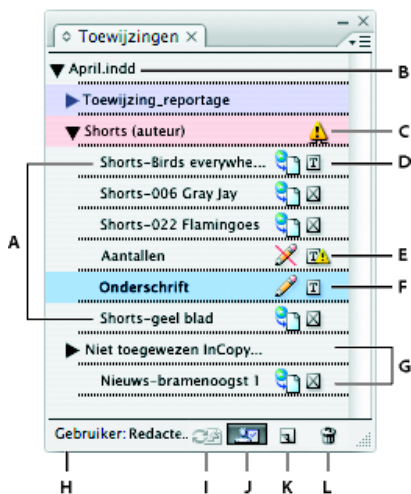 Toewijzingen
April.indd
B
Toewijzing_reportage
Shorts (auteur)
C
Shorts-Birds everywhe...
D
Shorts-006 Gray Jay
Shorts-022 Flamingoes
A
Aantallen
E
Onderschrift
F
Shorts-geel blad
Niet toegewezen InCopy...
G
Nieuws-bramenoogst 1
Gebruiker: Redacte..
H I J K L